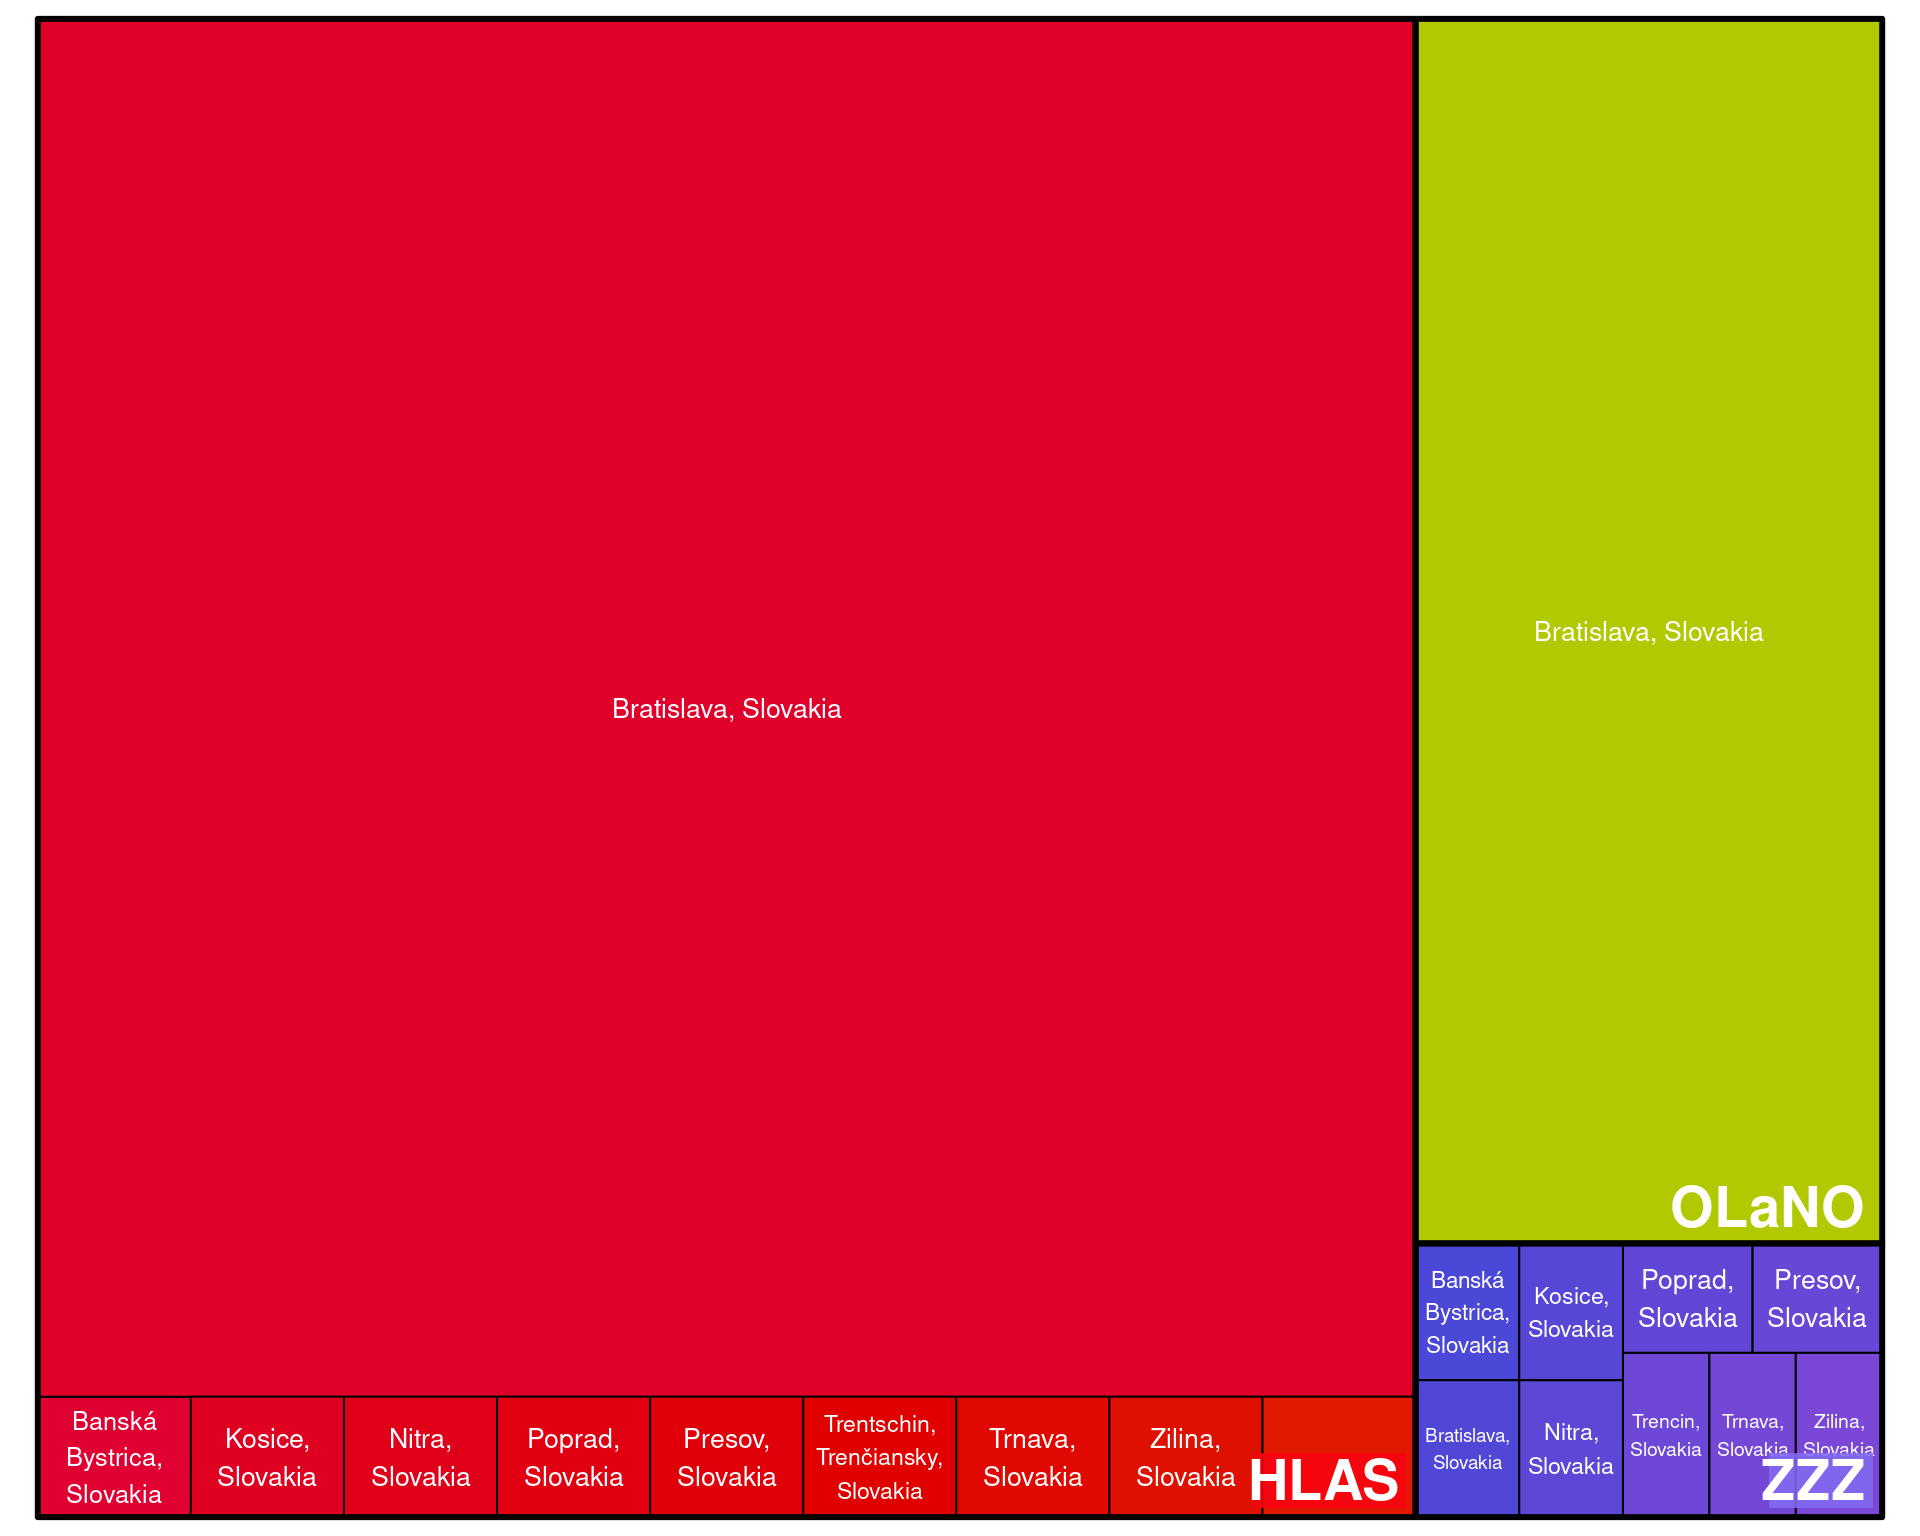 Bratislava, Slovakia
Banská
Bystrica,
Slovakia
Kosice,
Slovakia
Nitra,
Slovakia
Poprad,
Slovakia
Presov,
Slovakia
Trentschin,
Trenčiansky,
Slovakia
Trnava,
Slovakia
Zilina,
Slovakia
HLAS
Bratislava, Slovakia
OLaNO
Banská
Bystrica,
Slovakia
Kosice,
Slovakia
Poprad,
Slovakia
Presov,
Slovakia
Bratislava,
Slovakia
Nitra,
Slovakia
Trencin,
Slovakia
Trnava,
Slovakia
Zilina,
Slovakia
ZZZ